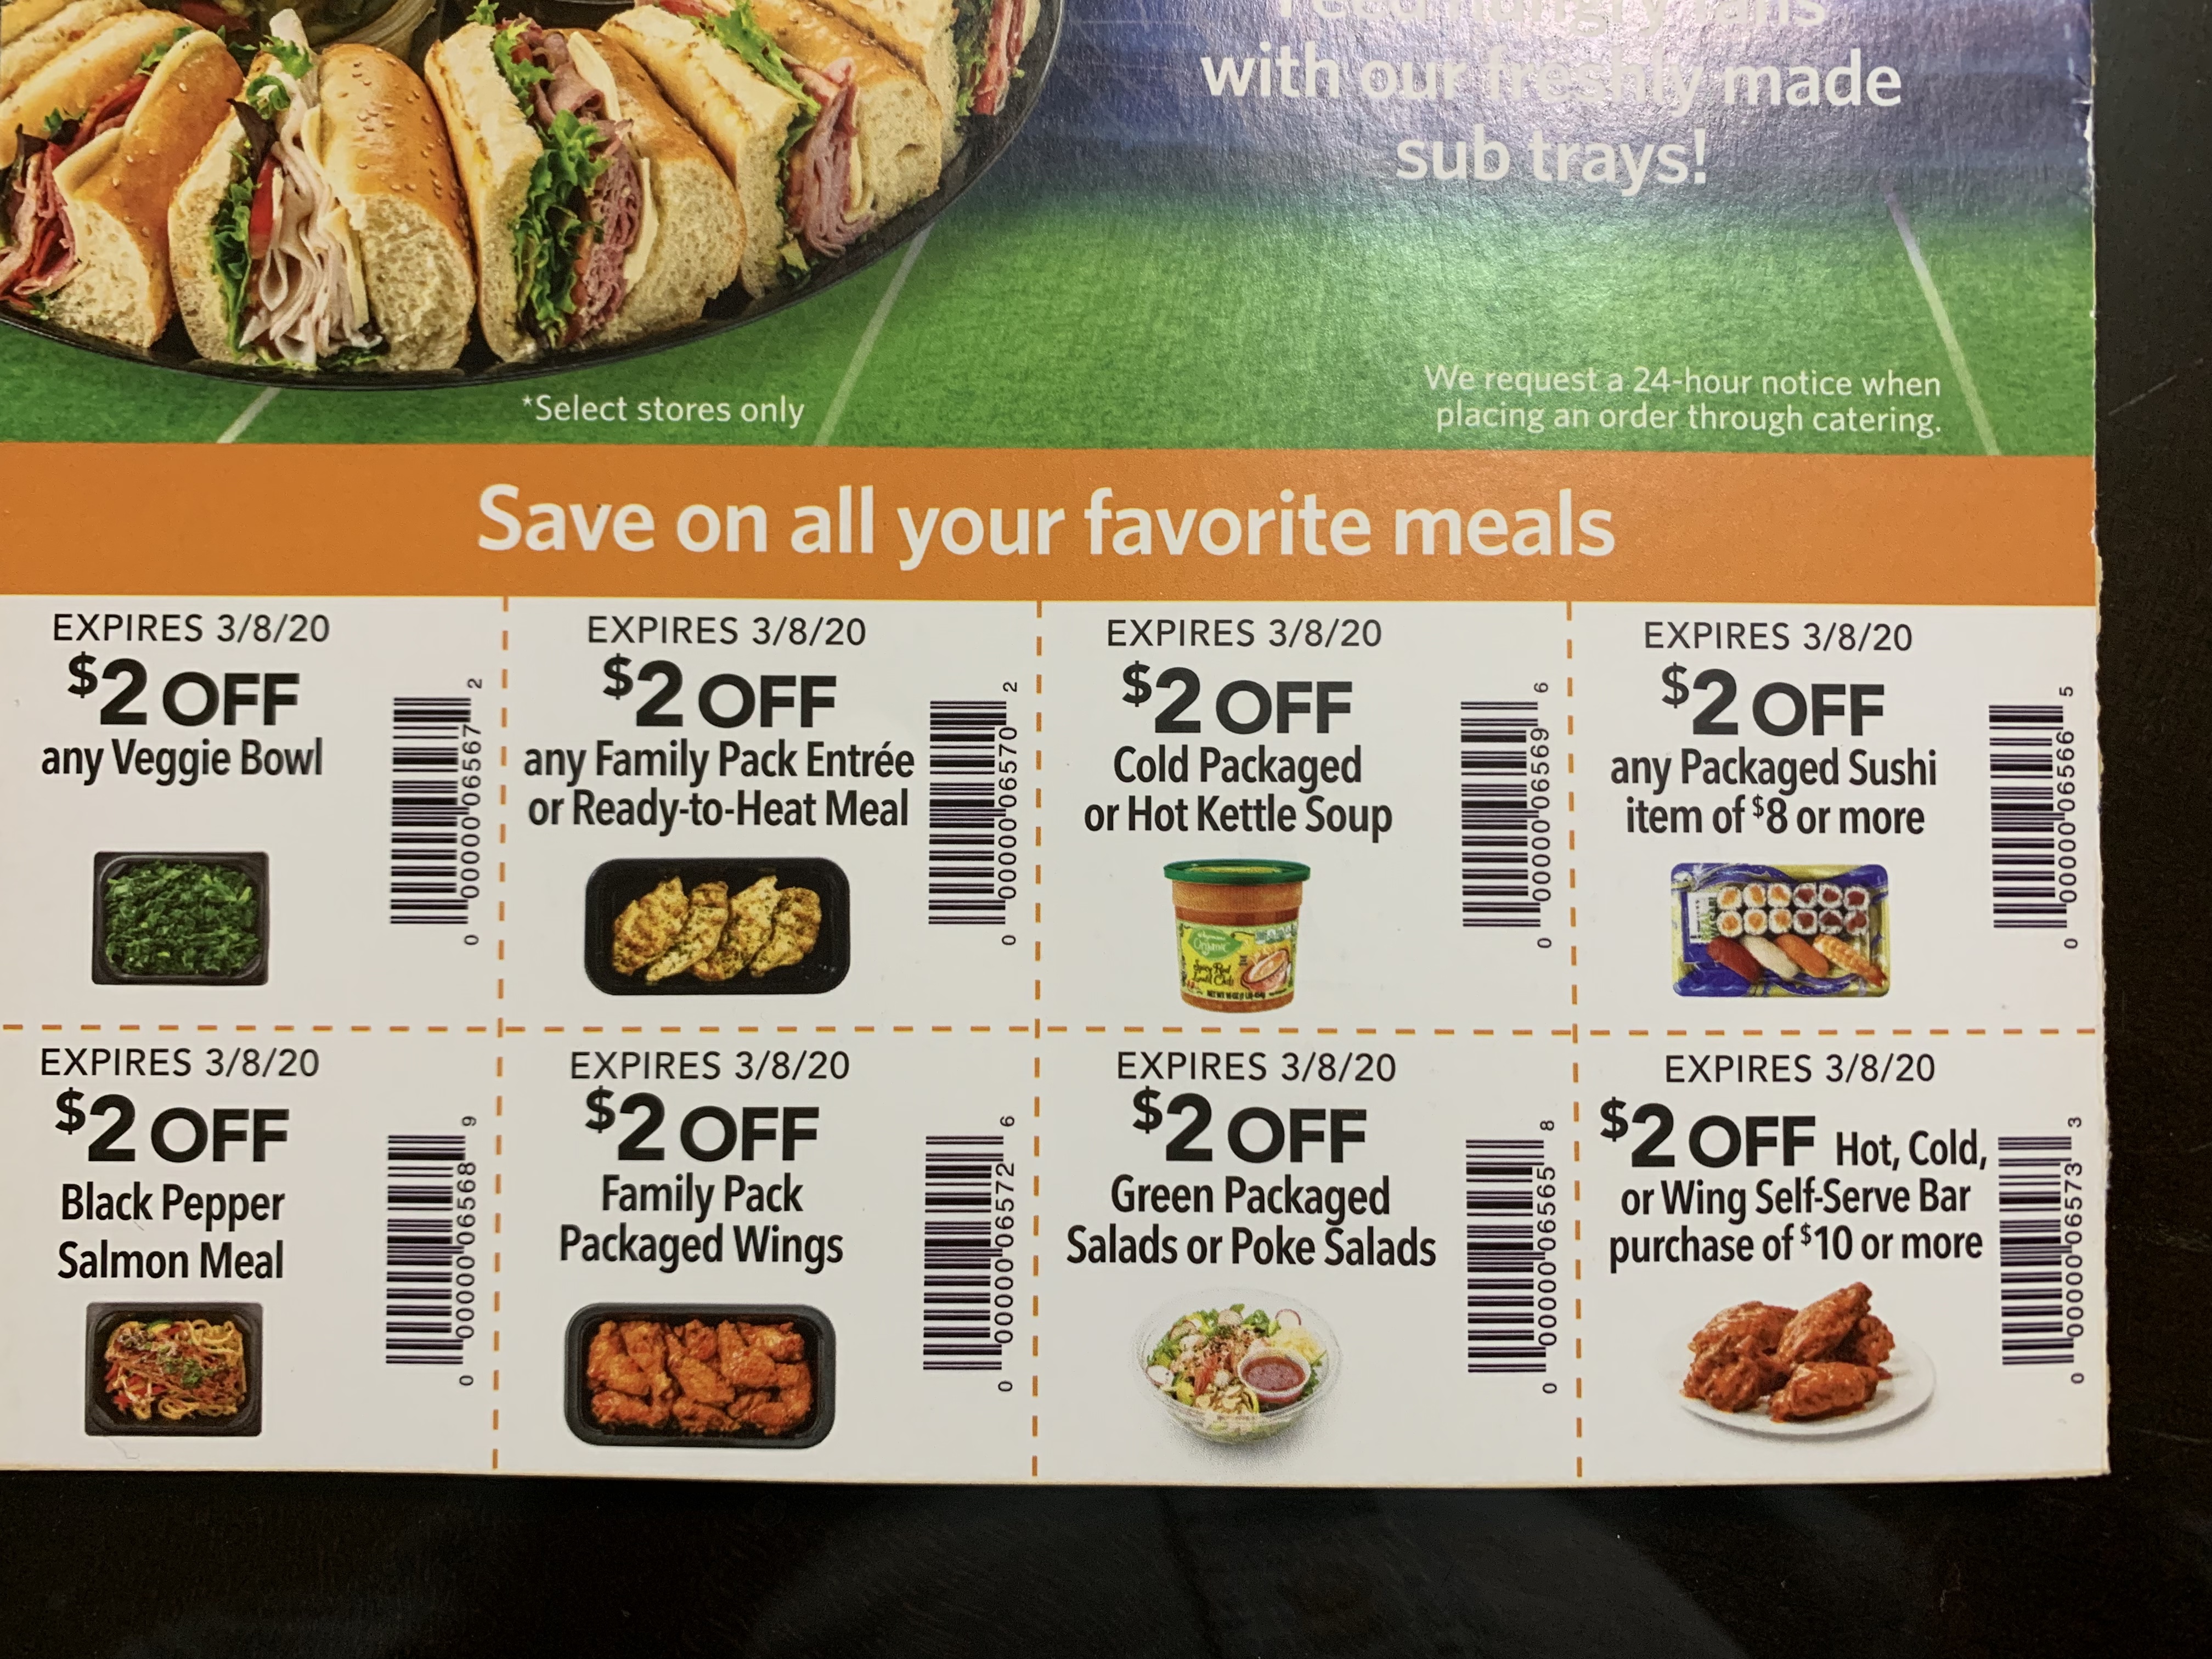 Feed hungry fans
with our freshly made
sub trays!
*Select stores only
We request a 24-hour notice when
placing an order through catering.
Save on all your favorite meals
EXPIRES 3/8/20
$2 OFF
any Veggie Bowl
0 00000 06567 2
EXPIRES 3/8/20
$2 OFF
any Family Pack Entrée
or Ready-to-Heat Meal
0 00000 06570 2
EXPIRES 3/8/20
$2 OFF
Cold Packaged
or Hot Kettle Soup
Organic
0 00000 06569 6
EXPIRES 3/8/20
$2 OFF
any Packaged Sushi
item of $8 or more
0 00000 06566 5
EXPIRES 3/8/20
$2 OFF
Black Pepper
Salmon Meal
0 00000 06568 9
EXPIRES 3/8/20
$2 OFF
Family Pack
Packaged Wings
0 00000 06572 6
EXPIRES 3/8/20
$2 OFF
Green Packaged
Salads or Poke Salads
0 00000 06565 8
EXPIRES 3/8/20
$2 OFF Hot, Cold,
or Wing Self-Serve Bar
purchase of $10 or more
0 00000 06573 3